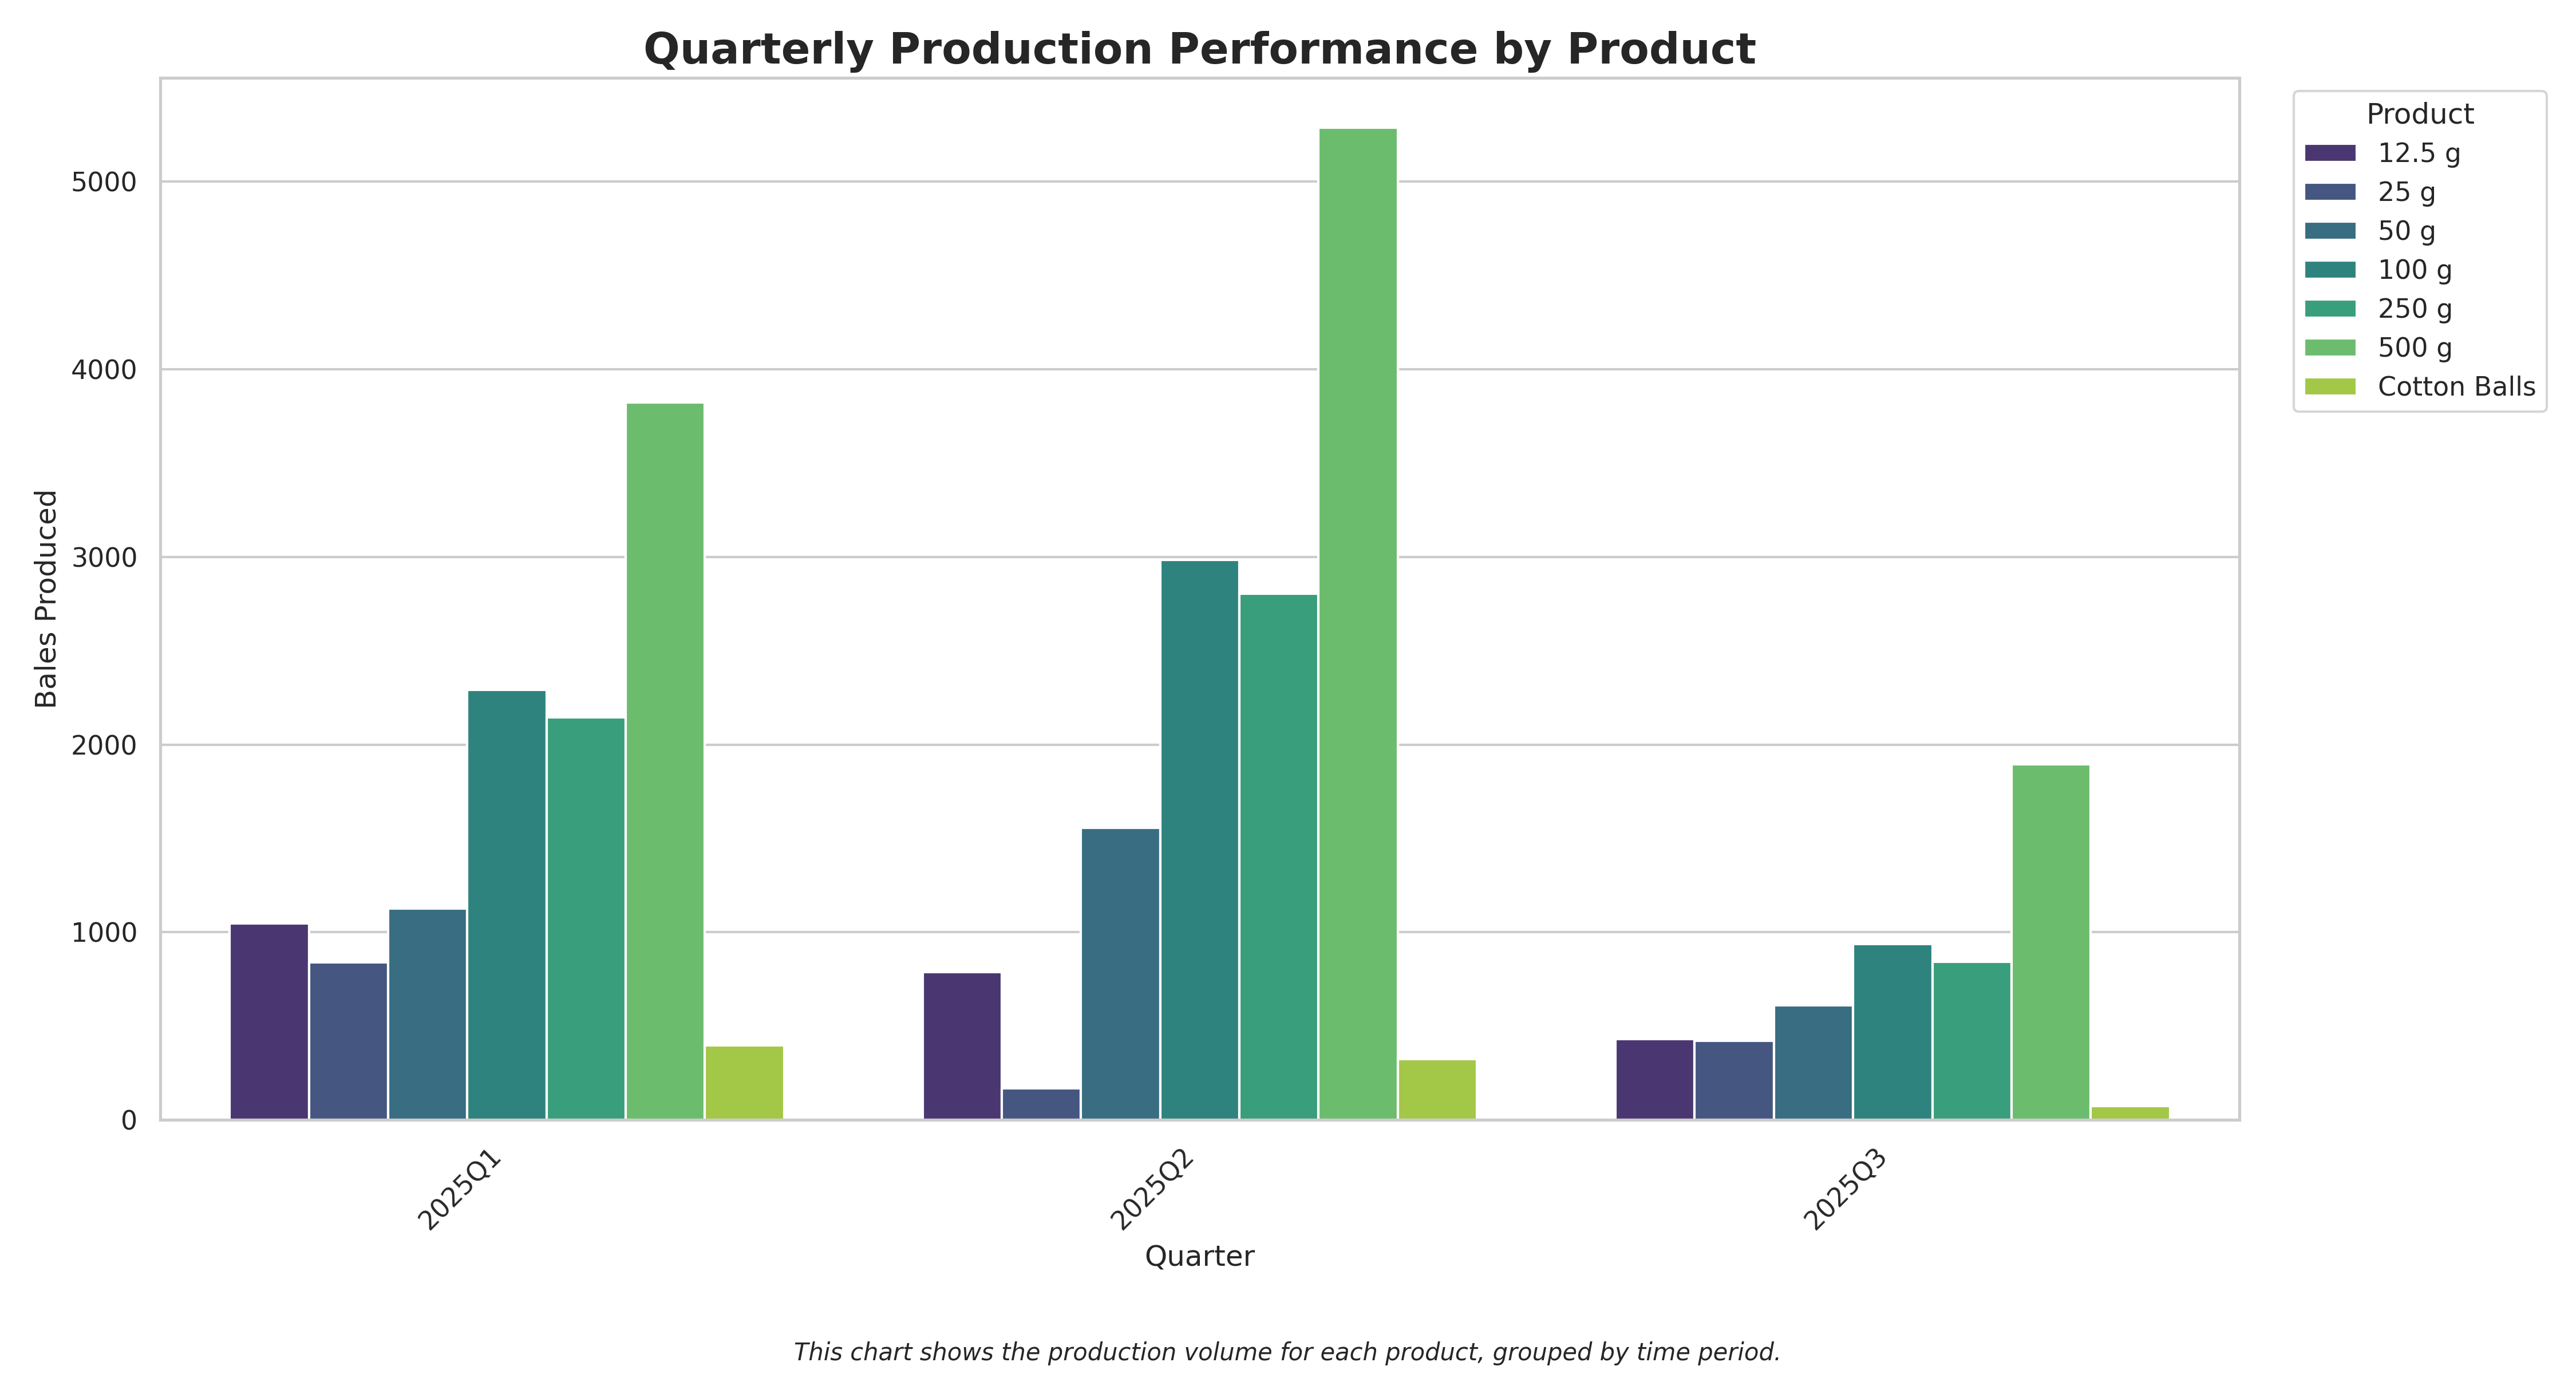 Quarterly Production Performance by Product
Product
12.5 g
25 g
50 g
100 g
250 g
500 g
Cotton Balls
Bales Produced
5000
4000
3000
2000
1000
0
2025Q1
2025Q2
2025Q3
Quarter
This chart shows the production volume for each product, grouped by time period.